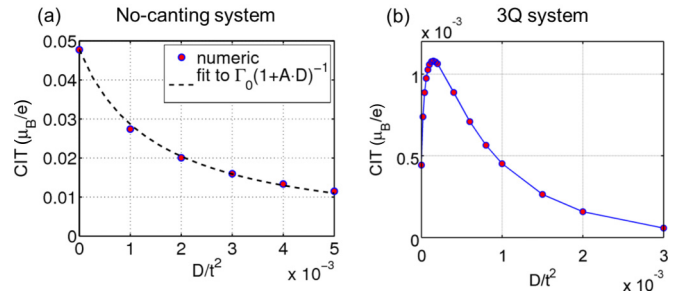 (a) No-canting system
CIT (μ_B/e)
0.05
0.04
0.03
0.02
0.01
0
numeric
fit to Γ₀(1+A·D)⁻¹
0 1 2 3 4 5
D/t² x 10⁻³
(b) 3Q system
x 10⁻³
CIT (μ_B/e)
1
0.5
0
0 1 2 3
D/t² x 10⁻³